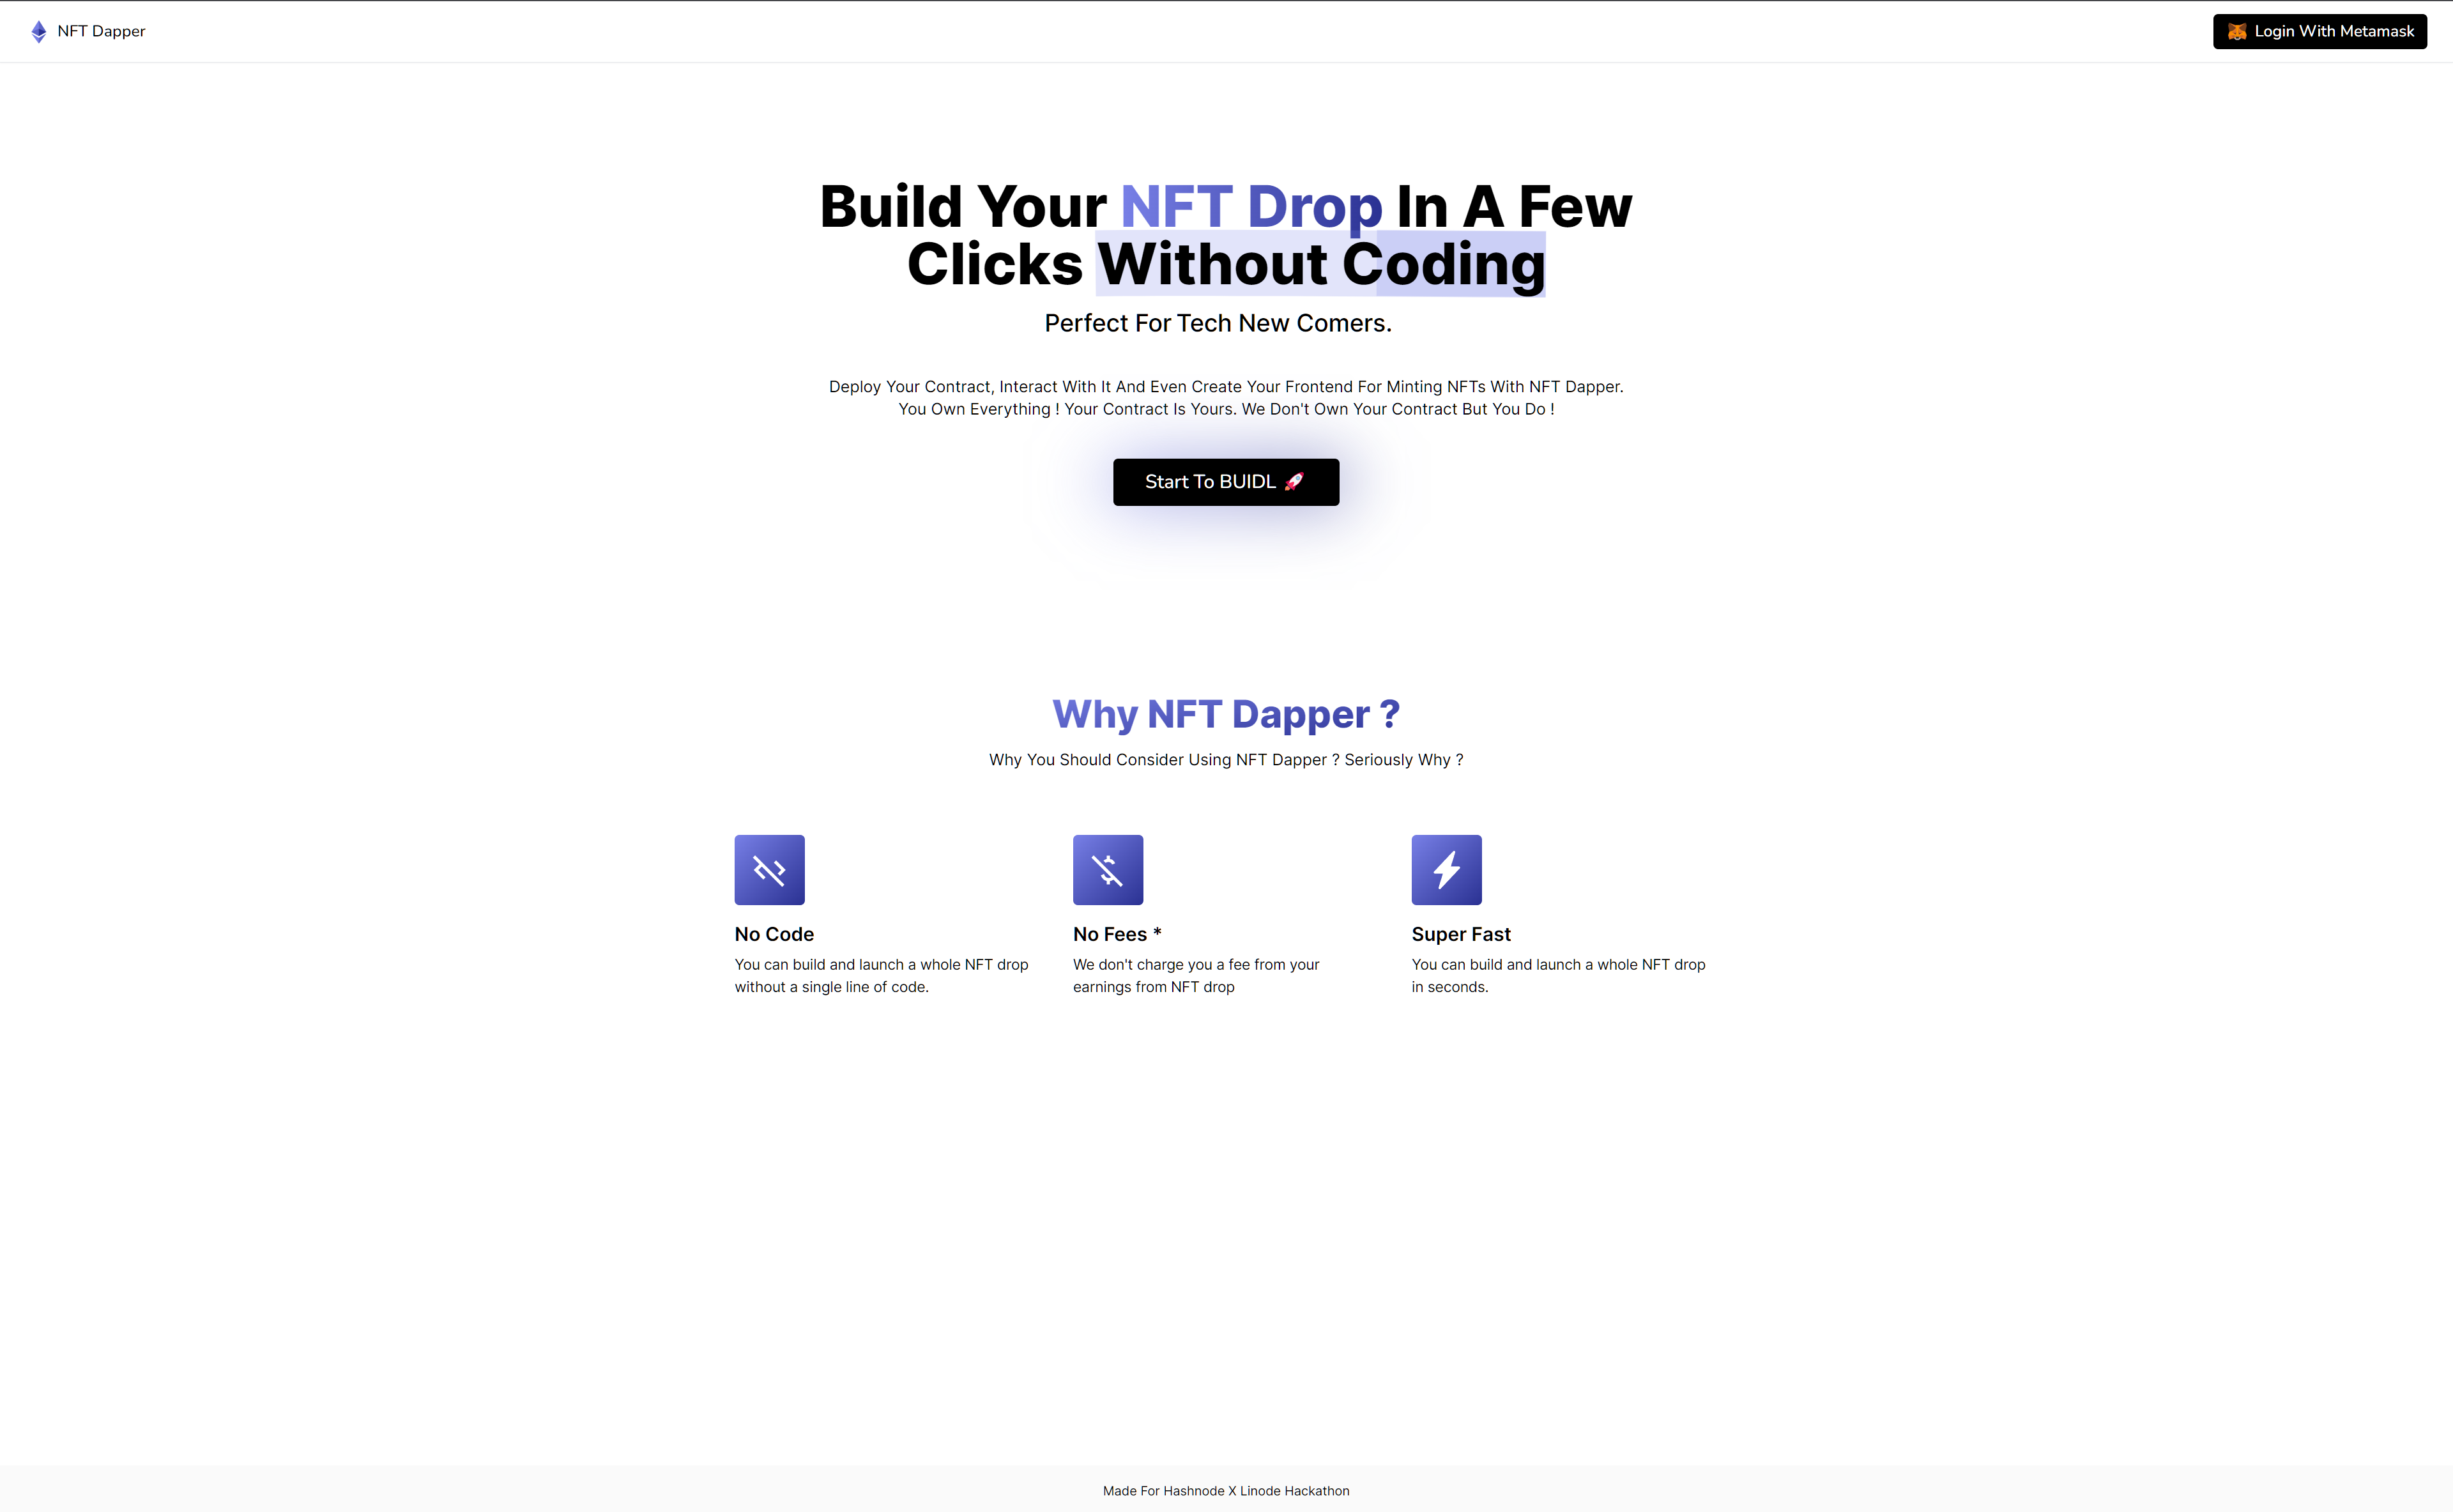 NFT Dapper
Login With Metamask
Build Your NFT Drop In A Few
Clicks Without Coding
Perfect For Tech New Comers.
Deploy Your Contract, Interact With It And Even Create Your Frontend For Minting NFTs With NFT Dapper.
You Own Everything ! Your Contract Is Yours. We Don't Own Your Contract But You Do !
Start To BUIDL 🚀
Why NFT Dapper ?
Why You Should Consider Using NFT Dapper ? Seriously Why ?
No Code
You can build and launch a whole NFT drop
without a single line of code.
No Fees *
We don't charge you a fee from your
earnings from NFT drop
Super Fast
You can build and launch a whole NFT drop
in seconds.
Made For Hashnode X Linode Hackathon